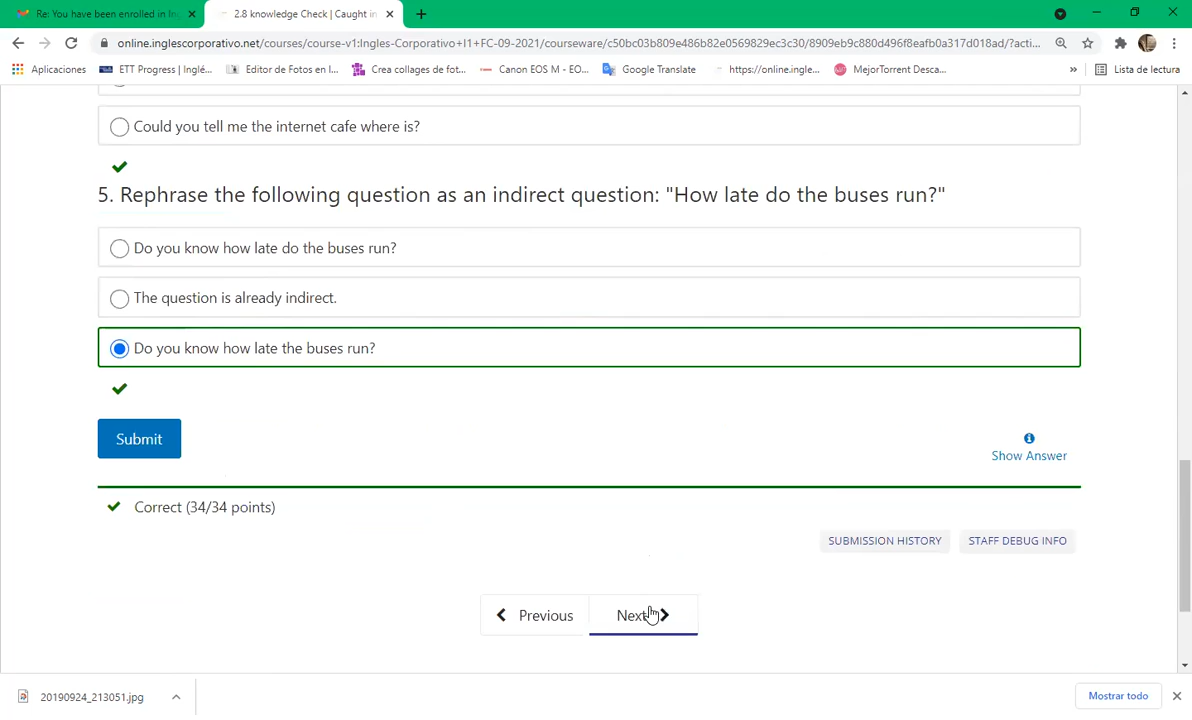 Re: You have been enrolled in In
2.8 knowledge Check | Caught in
online.inglescorporativo.net/courses/course-v1:Ingles-Corporativo+I1+FC-09-2021/courseware/c50bc03b809e486b82e0569829ec3c30/8909eb9c880d496f8eafb0a317d018ad/?acti...
Aplicaciones
ETT Progress | Inglé...
Editor de Fotos en l...
Crea collages de fot...
Canon EOS M - EO...
Google Translate
https://online.ingle...
MejorTorrent Desca...
»
Lista de lectura
Could you tell me the internet cafe where is?
5. Rephrase the following question as an indirect question: "How late do the buses run?"
Do you know how late do the buses run?
The question is already indirect.
Do you know how late the buses run?
Submit
Show Answer
Correct (34/34 points)
SUBMISSION HISTORY
STAFF DEBUG INFO
Previous
Next
20190924_213051.jpg
Mostrar todo